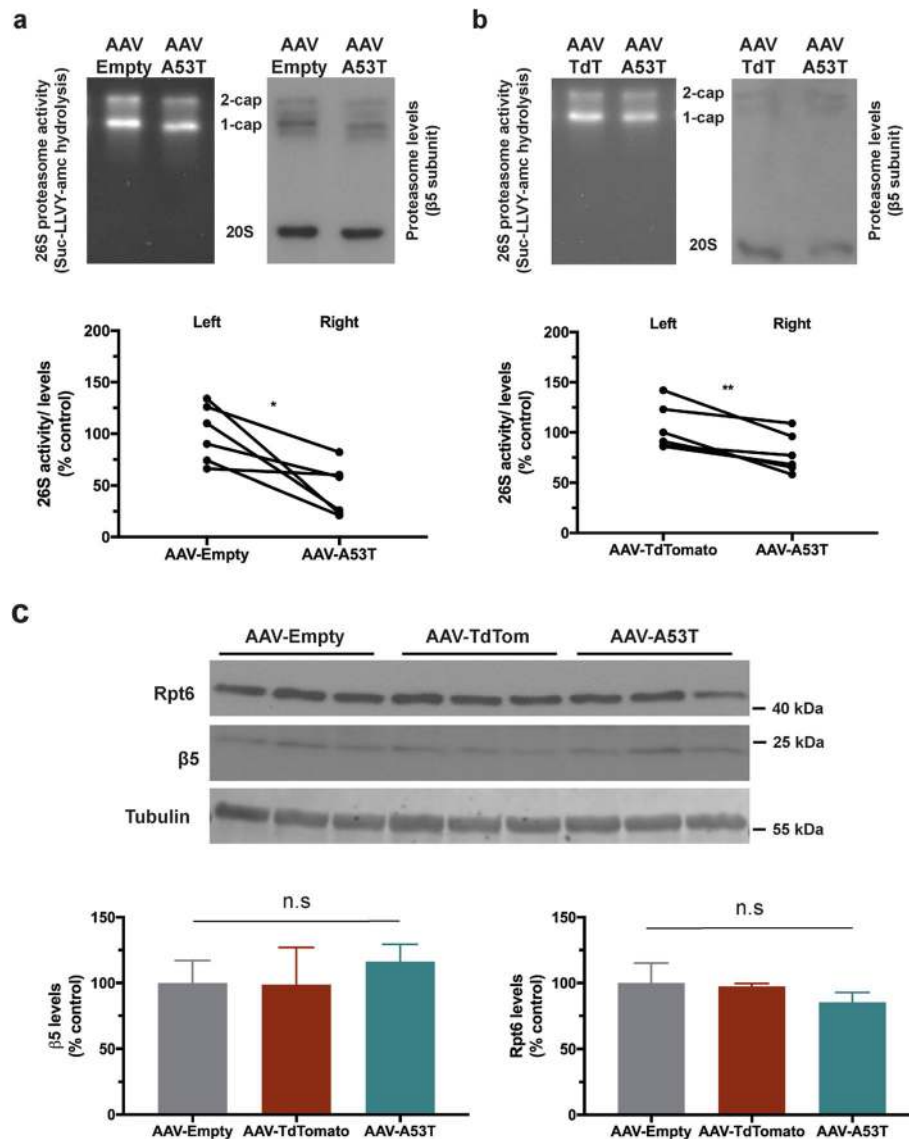 a
AAV Empty
AAV A53T
AAV Empty
AAV A53T
26S proteasome activity
(Suc-LLVY-amc hydrolysis)
2-cap
1-cap
20S
Proteasome levels
(β5 subunit)
200
150
100
50
0
26S activity/ levels
(% control)
Left
Right
*
AAV-Empty
AAV-A53T
b
AAV TdT
AAV A53T
AAV TdT
AAV A53T
26S proteasome activity
(Suc-LLVY-amc hydrolysis)
2-cap
1-cap
20S
Proteasome levels
(β5 subunit)
200
150
100
50
0
26S activity/ levels
(% control)
Left
Right
**
AAV-TdTomato
AAV-A53T
c
AAV-Empty
AAV-TdTom
AAV-A53T
Rpt6
40 kDa
β5
25 kDa
Tubulin
55 kDa
150
100
50
0
β5 levels
(% control)
n.s
AAV-Empty
AAV-TdTomato
AAV-A53T
150
100
50
0
Rpt6 levels
(% control)
n.s
AAV-Empty
AAV-TdTomato
AAV-A53T